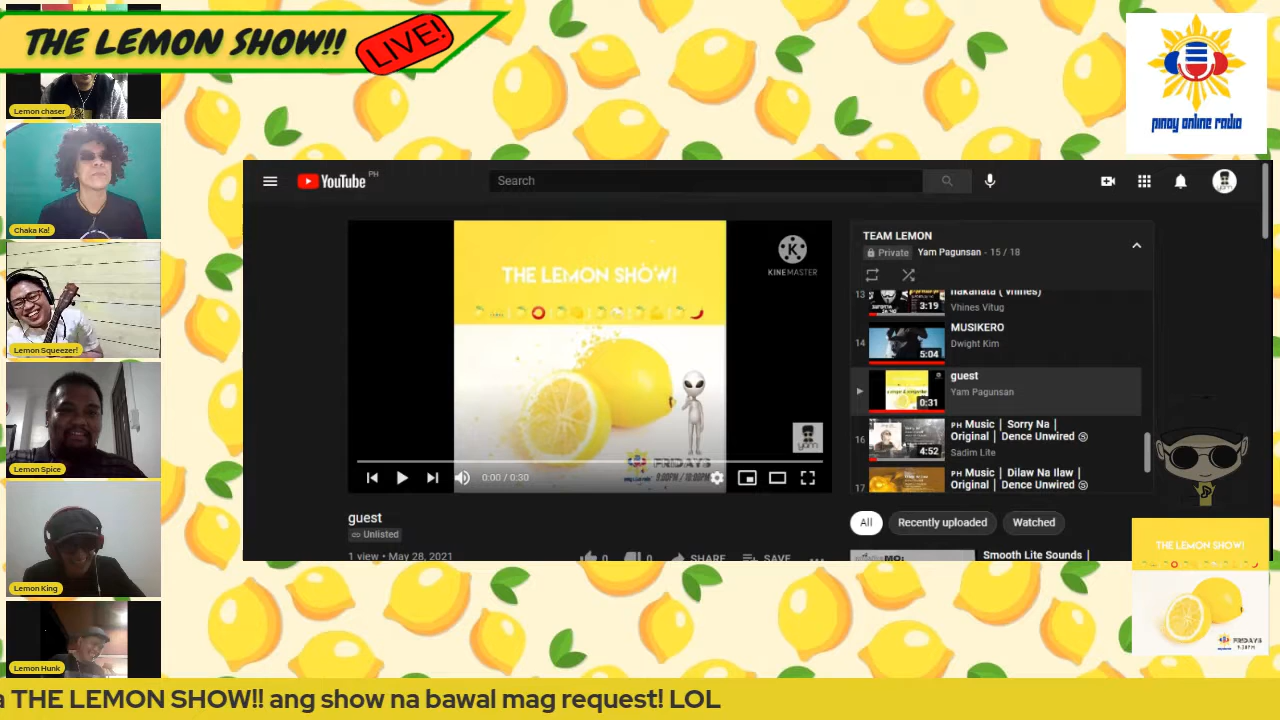 THE LEMON SHOW!! LIVE!
pinoy online radio
Lemon chaser
Chaka Ka!
Lemon Squeezer!
Lemon Spice
Lemon King
Lemon Hunk
YouTube PH
Search
THE LEMON SHOW!
KINEMASTER
yam
FRIDAYS
0:00 / 0:30
guest
Unlisted
1 view • May 28, 2021
0
0
SHARE
SAVE
TEAM LEMON
Private Yam Pagunsan - 15 / 18
13
3:19
Vhines Vitug
14
5:04
MUSIKERO
Dwight Kim
0:31
guest
Yam Pagunsan
16
4:52
PH Music | Sorry Na |
Original | Dence Unwired Ⓢ
Sadim Lite
17
PH Music | Dilaw Na Ilaw |
Original | Dence Unwired Ⓢ
All
Recently uploaded
Watched
Smooth Lite Sounds |
THE LEMON SHOW!
FRIDAYS
THE LEMON SHOW!! ang show na bawal mag request! LOL